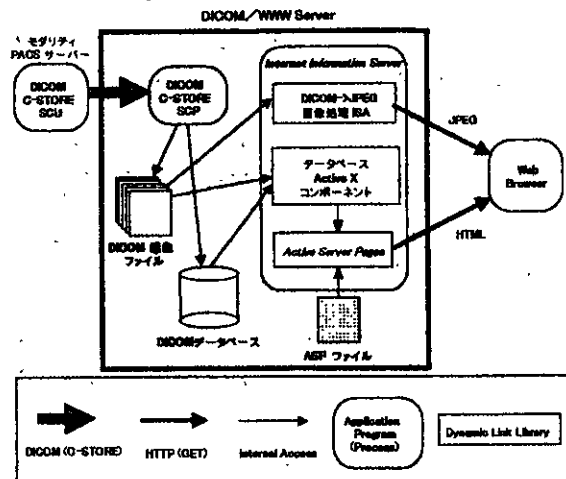 DICOM/WWW Server
モダリティ
PACS サーバー
DICOM
C-STORE
SCU
DICOM
C-STORE
SCP
Internet Information Server
DICOM->JPEG
画像処理 ISA
データベース
Active X
コンポーネント
Active Server Pages
JPEG
Web
Browser
HTML
DICOM 画像
ファイル
DICOMデータベース
ASP ファイル
DICOM (C-STORE)
HTTP (GET)
Internal Access
Application
Program
(Process)
Dynamic Link Library